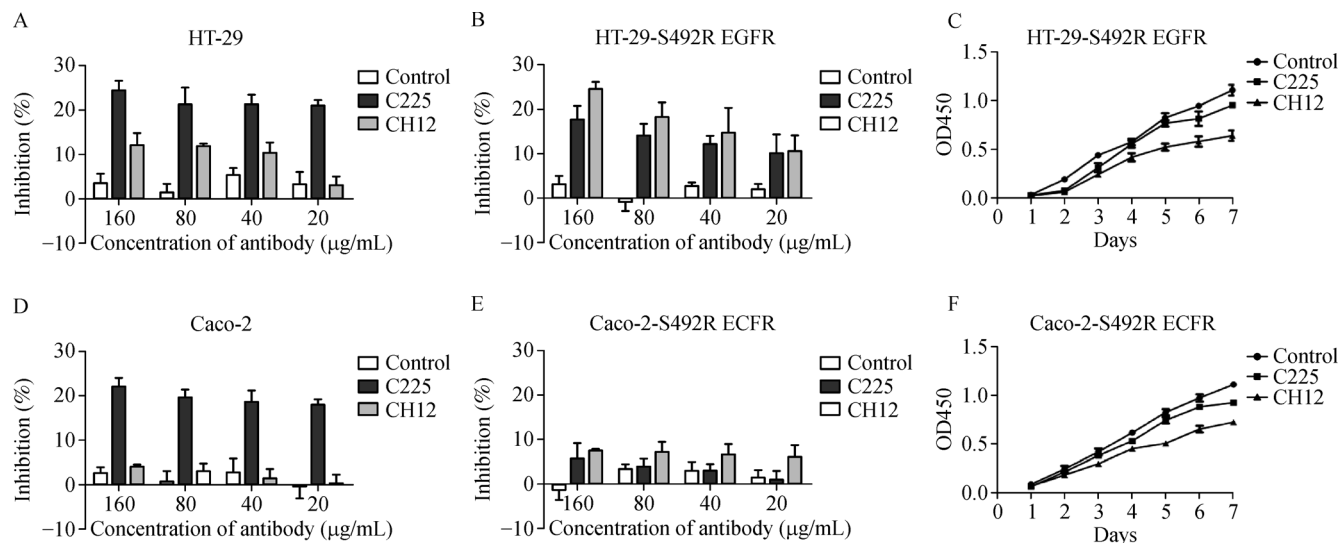 A
HT-29
30
20
10
0
−10
Inhibition (%)
160 80 40 20
Concentration of antibody (μg/mL)
Control
C225
CH12
B
HT-29-S492R EGFR
30
20
10
0
−10
Inhibition (%)
160 80 40 20
Concentration of antibody (μg/mL)
Control
C225
CH12
C
HT-29-S492R EGFR
1.5
1.0
0.5
0.0
OD450
0 1 2 3 4 5 6 7
Days
Control
C225
CH12
D
Caco-2
30
20
10
0
−10
Inhibition (%)
160 80 40 20
Concentration of antibody (μg/mL)
Control
C225
CH12
E
Caco-2-S492R ECFR
30
20
10
0
−10
Inhibition (%)
160 80 40 20
Concentration of antibody (μg/mL)
Control
C225
CH12
F
Caco-2-S492R ECFR
1.5
1.0
0.5
0.0
OD450
0 1 2 3 4 5 6 7
Days
Control
C225
CH12